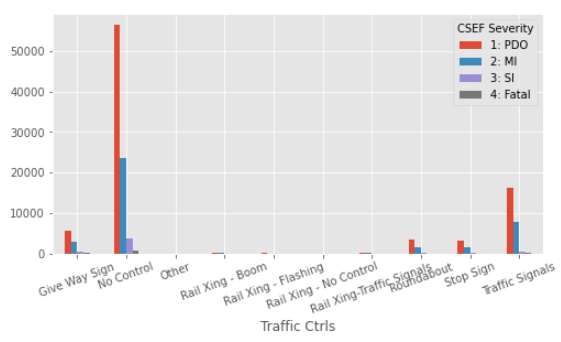 CSEF Severity
1: PDO
2: MI
3: SI
4: Fatal
50000
40000
30000
20000
10000
0
Give Way Sign
No Control
Other
Rail Xing - Boom
Rail Xing - Flashing
Rail Xing - No Control
Rail Xing-Traffic Signals
Roundabout
Stop Sign
Traffic Signals
Traffic Ctrls